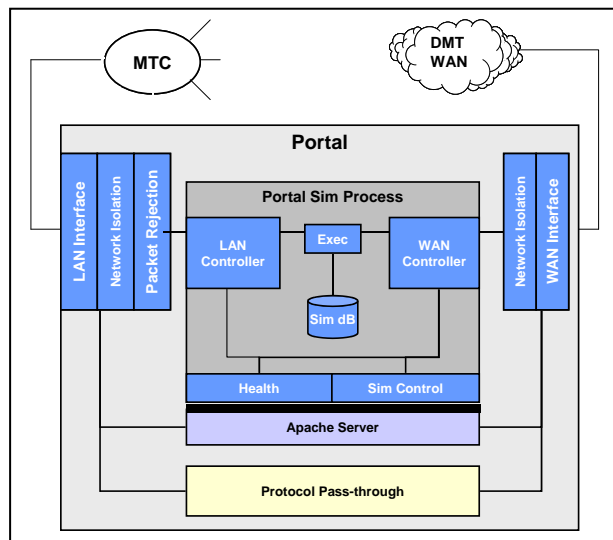 MTC
DMT
WAN
Portal
LAN Interface
Network Isolation
Packet Rejection
Portal Sim Process
LAN
Controller
Exec
WAN
Controller
Sim dB
Network Isolation
WAN Interface
Health
Sim Control
Apache Server
Protocol Pass-through